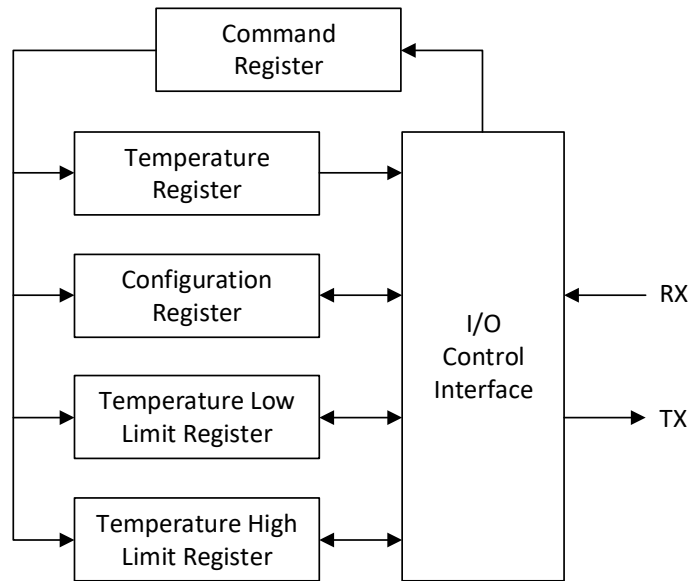 Command
Register
Temperature
Register
Configuration
Register
Temperature Low
Limit Register
Temperature High
Limit Register
I/O
Control
Interface
RX
TX